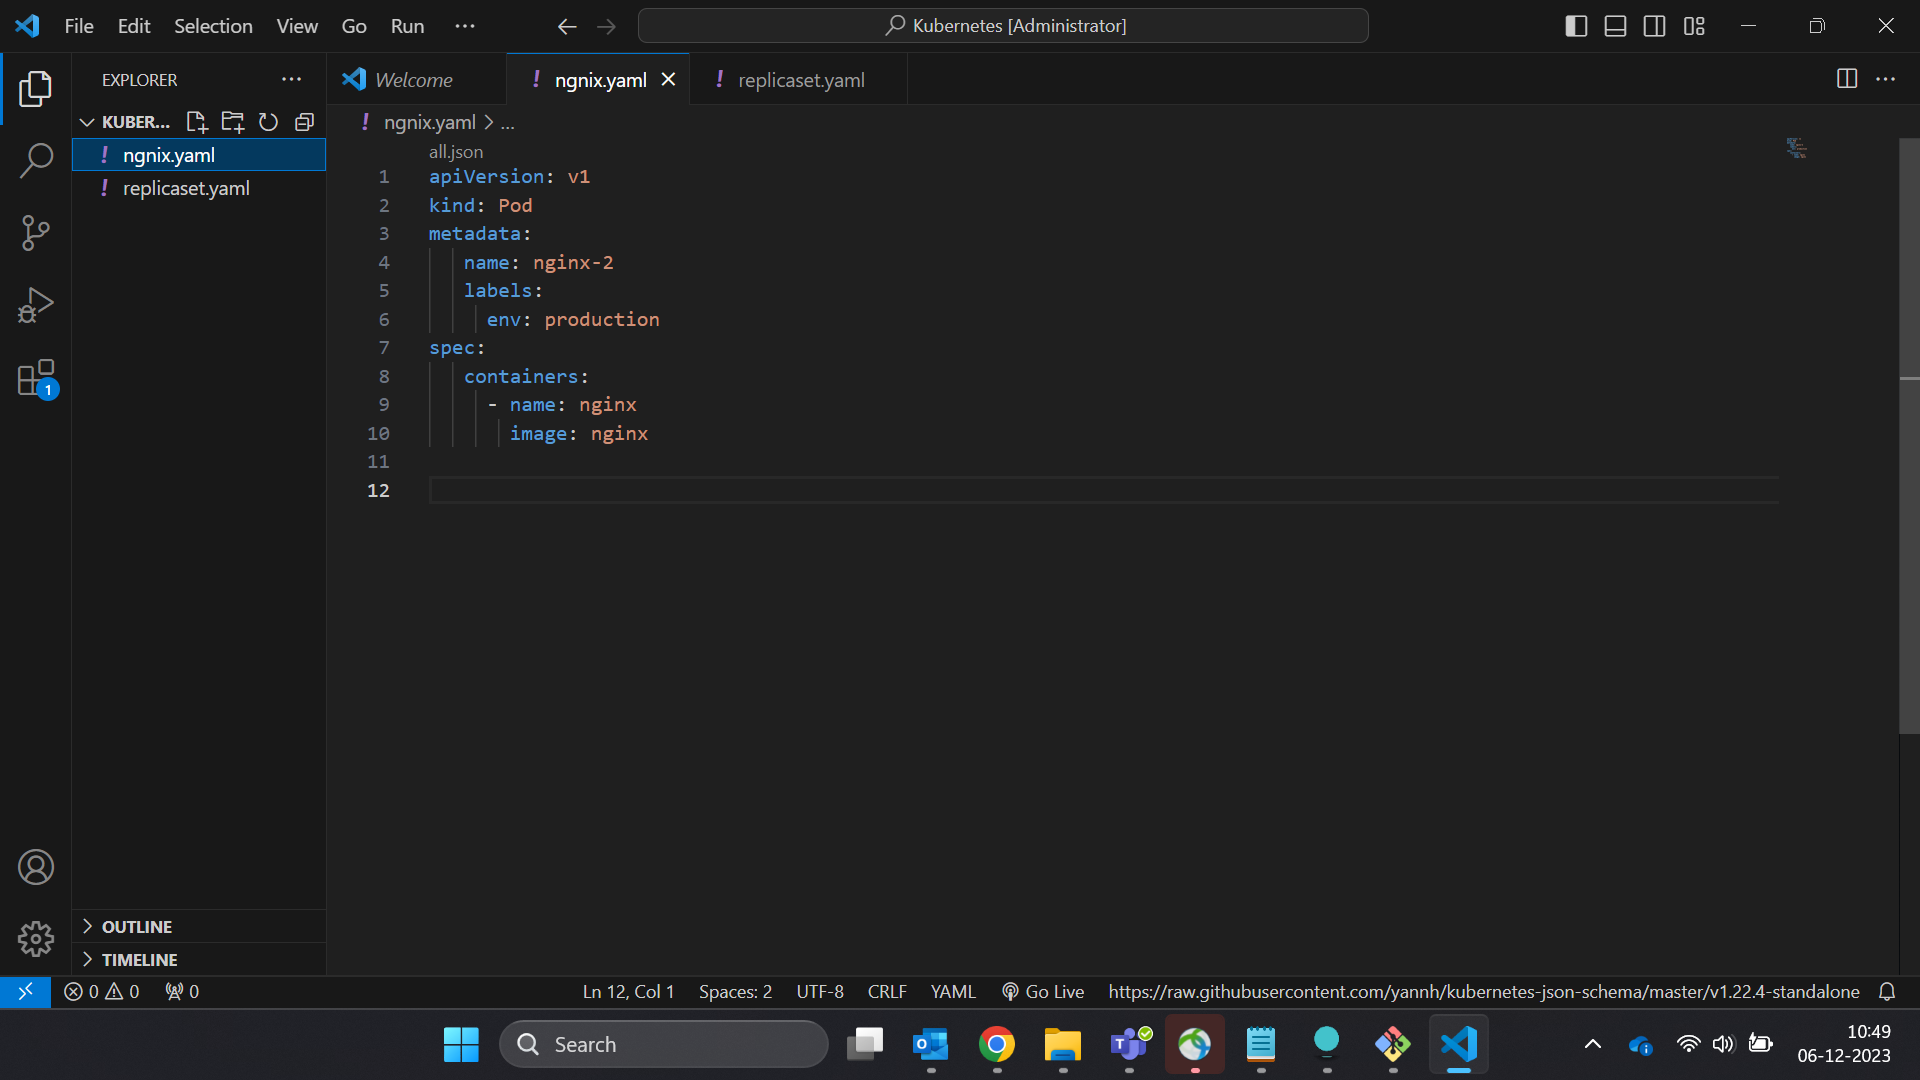 File Edit Selection View Go Run ··· Kubernetes [Administrator]
EXPLORER ···
KUBER...
! ngnix.yaml
! replicaset.yaml
Welcome ! ngnix.yaml ! replicaset.yaml
! ngnix.yaml > ...
all.json
1 apiVersion: v1
2 kind: Pod
3 metadata:
4 name: nginx-2
5 labels:
6 env: production
7 spec:
8 containers:
9 - name: nginx
10 image: nginx
11
12
1
OUTLINE
TIMELINE
0 0 0 Ln 12, Col 1 Spaces: 2 UTF-8 CRLF YAML Go Live https://raw.githubusercontent.com/yannh/kubernetes-json-schema/master/v1.22.4-standalone
Search
10:49
06-12-2023